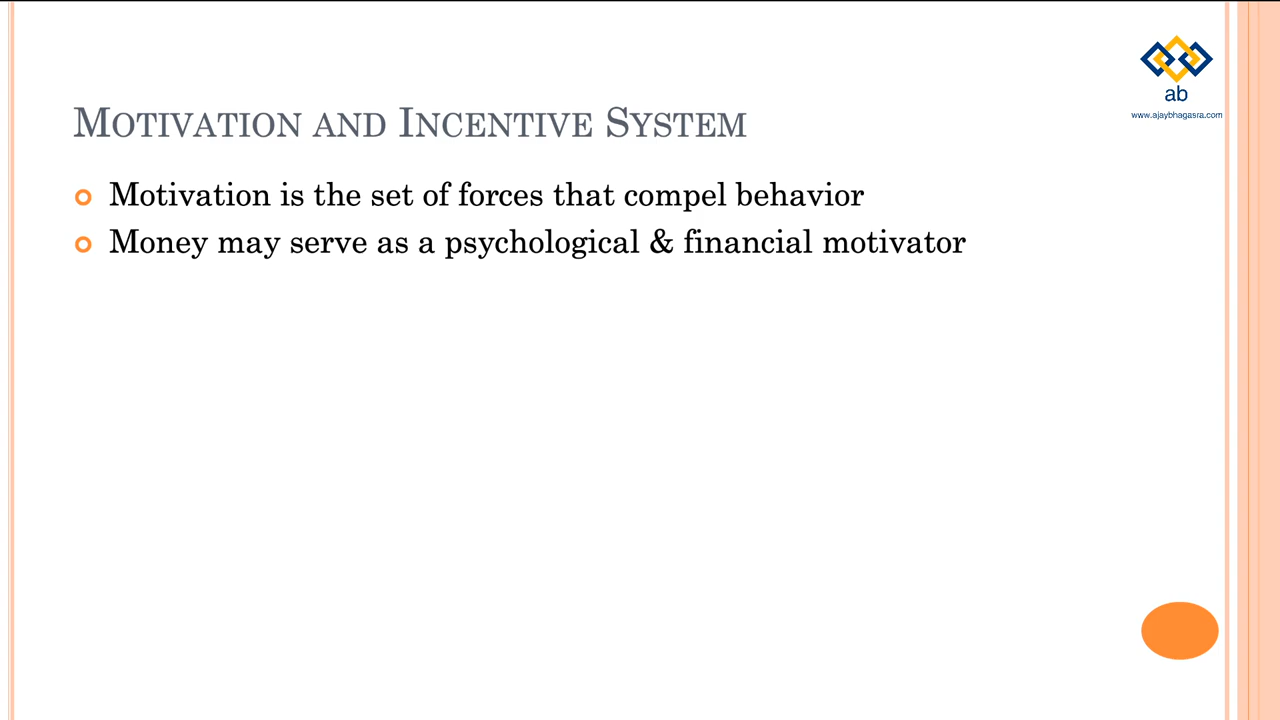 ab
www.ajaybhagasra.com
MOTIVATION AND INCENTIVE SYSTEM
Motivation is the set of forces that compel behavior
Money may serve as a psychological & financial motivator